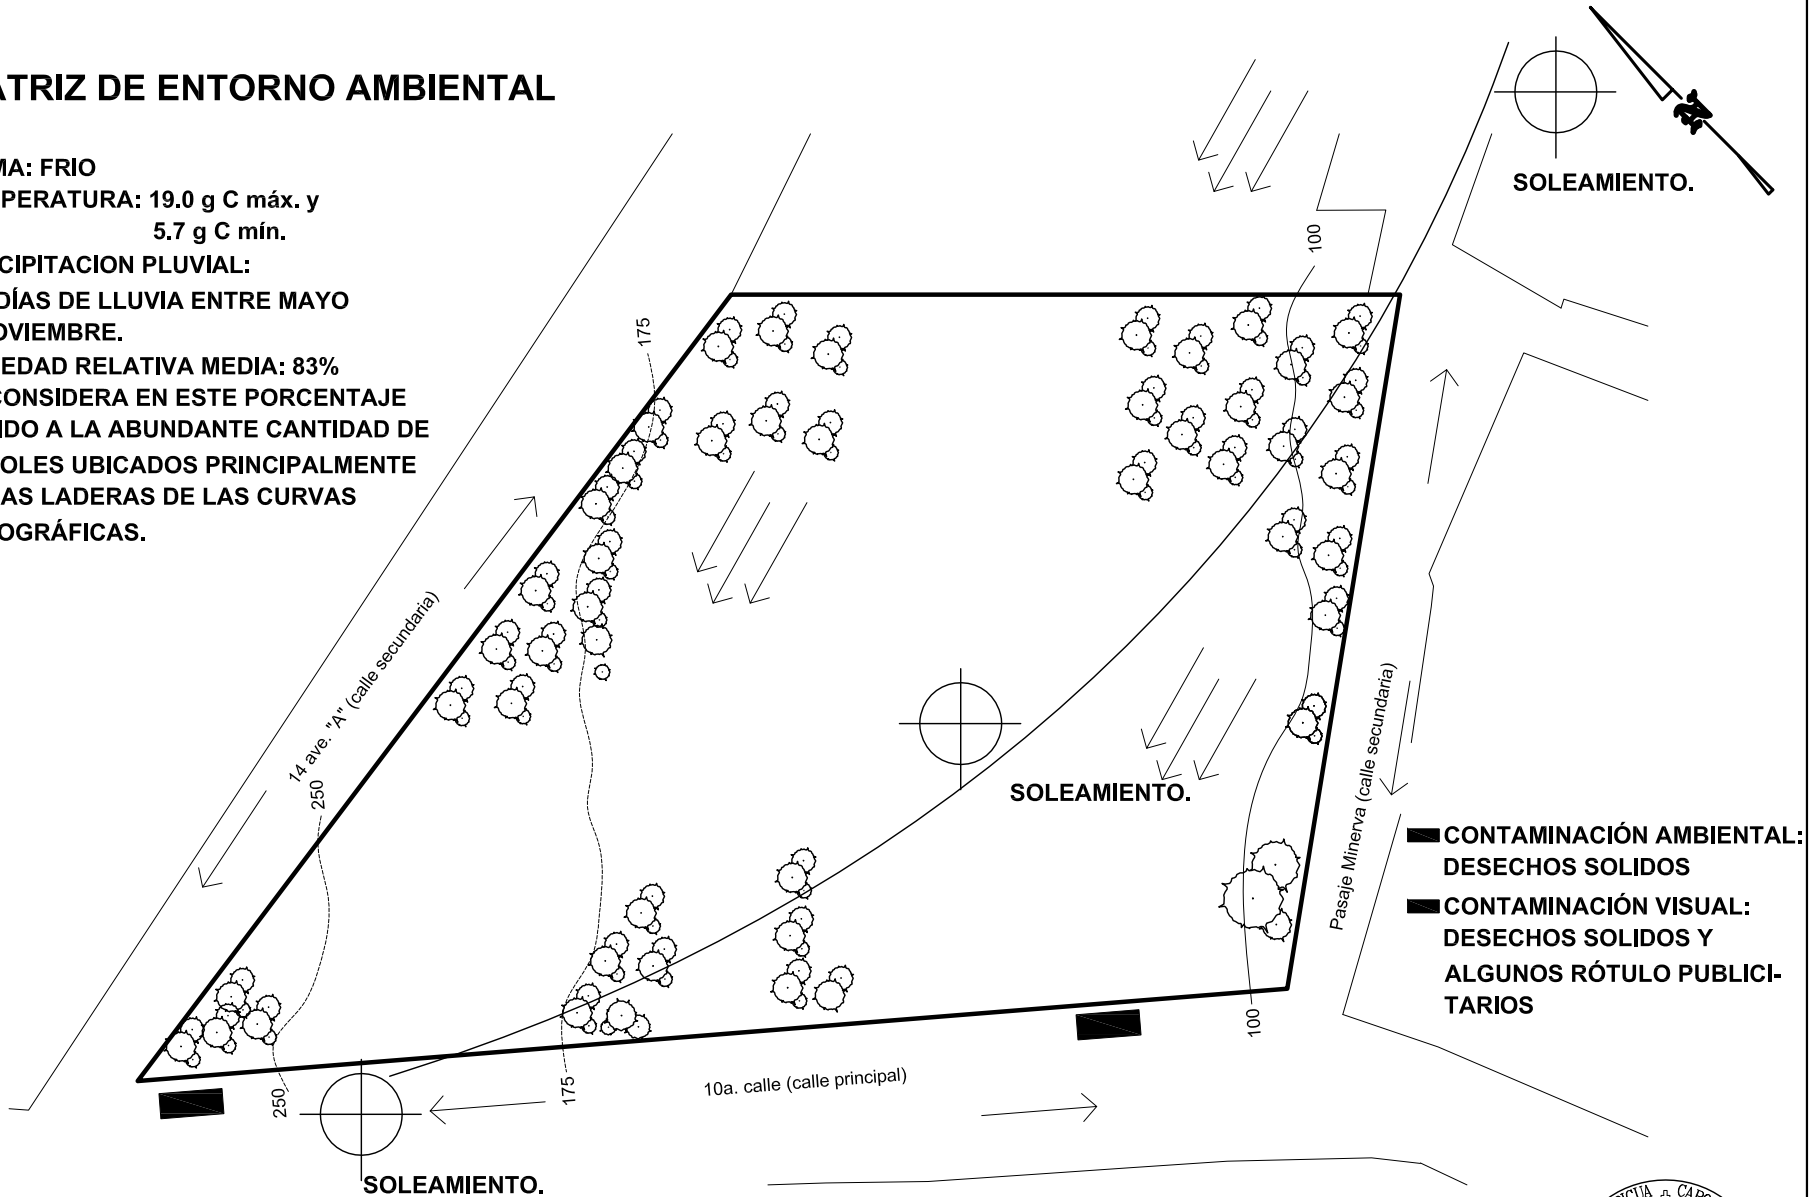 ATRIZ DE ENTORNO AMBIENTAL
MA: FRIO
PERATURA: 19.0 g C máx. y
5.7 g C mín.
CIPITACION PLUVIAL:
DÍAS DE LLUVIA ENTRE MAYO
OVIEMBRE.
EDAD RELATIVA MEDIA: 83%
CONSIDERA EN ESTE PORCENTAJE
IDO A LA ABUNDANTE CANTIDAD DE
OLES UBICADOS PRINCIPALMENTE
AS LADERAS DE LAS CURVAS
OGRÁFICAS.
N
SOLEAMIENTO.
100
175
14 ave. "A" (calle secundaria)
250
SOLEAMIENTO.
Pasaje Minerva (calle secundaria)
CONTAMINACIÓN AMBIENTAL:
DESECHOS SOLIDOS
CONTAMINACIÓN VISUAL:
DESECHOS SOLIDOS Y
ALGUNOS RÓTULO PUBLICI-
TARIOS
100
175
250
10a. calle (calle principal)
SOLEAMIENTO.